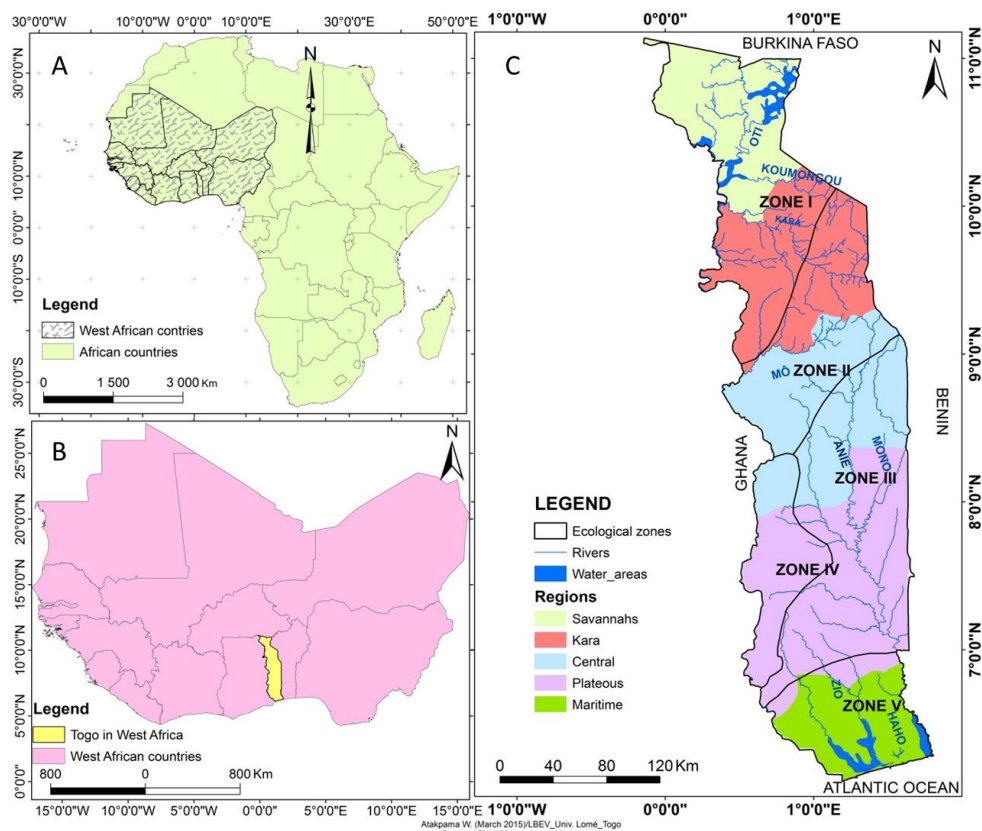 30°0'0"W 10°0'0"W 10°0'0"E 30°0'0"E 50°0'0"E
A
N
30°0'0"N
10°0'0"N
0°0'0"
10°0'0"S
30°0'0"S
Legend
West African contries
African countries
0 1 500 3 000 Km
B
N
25°0'0"N
20°0'0"N
15°0'0"N
10°0'0"N
5°0'0"N
0°0'0"
Legend
Togo in West Africa
West African countries
800 0 800 Km
15°0'0"W 10°0'0"W 5°0'0"W 0°0'0" 5°0'0"E 10°0'0"E 15°0'0"E
1°0'0"W 0°0'0" 1°0'0"E
C
BURKINA FASO
N
11°0'0"N
OTI
KOUMONGOU
ZONE I
10°0'0"N
KARA
9°0'0"N
MÔ ZONE II
BENIN
GHANA
ANIE
MONO
ZONE III
8°0'0"N
ZONE IV
7°0'0"N
ZIO
ZONE V
HAHO
LEGEND
Ecological zones
Rivers
Water_areas
Regions
Savannahs
Kara
Central
Plateous
Maritime
0 40 80 120 Km
ATLANTIC OCEAN
1°0'0"W 0°0'0" 1°0'0"E
Atakpama W. (March 2015)/LBEV_Univ. Lomé_Togo